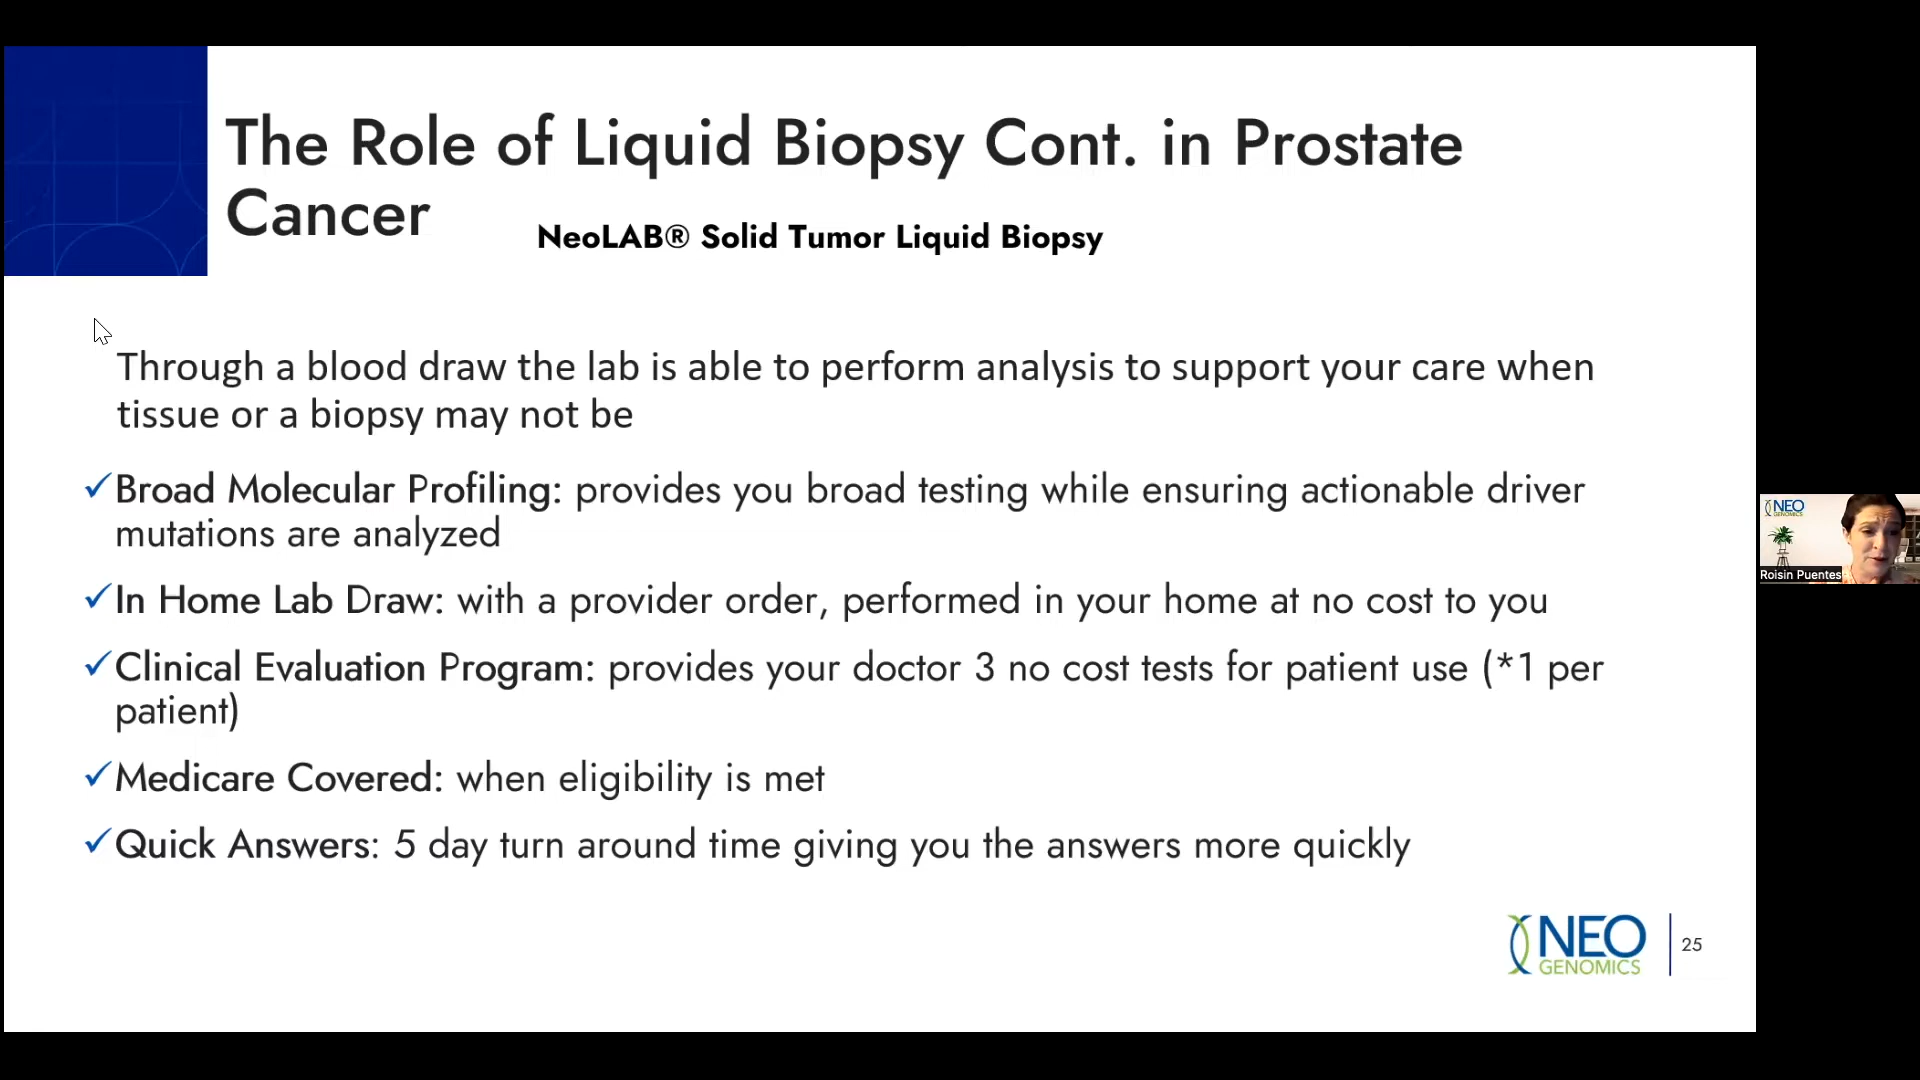 The Role of Liquid Biopsy Cont. in Prostate
Cancer
NeoLAB® Solid Tumor Liquid Biopsy
Through a blood draw the lab is able to perform analysis to support your care when
tissue or a biopsy may not be
✓Broad Molecular Profiling: provides you broad testing while ensuring actionable driver
mutations are analyzed
✓In Home Lab Draw: with a provider order, performed in your home at no cost to you
✓Clinical Evaluation Program: provides your doctor 3 no cost tests for patient use (*1 per
patient)
✓Medicare Covered: when eligibility is met
✓Quick Answers: 5 day turn around time giving you the answers more quickly
NEO
GENOMICS
25
NEO
GENOMICS
Roisin Puentes